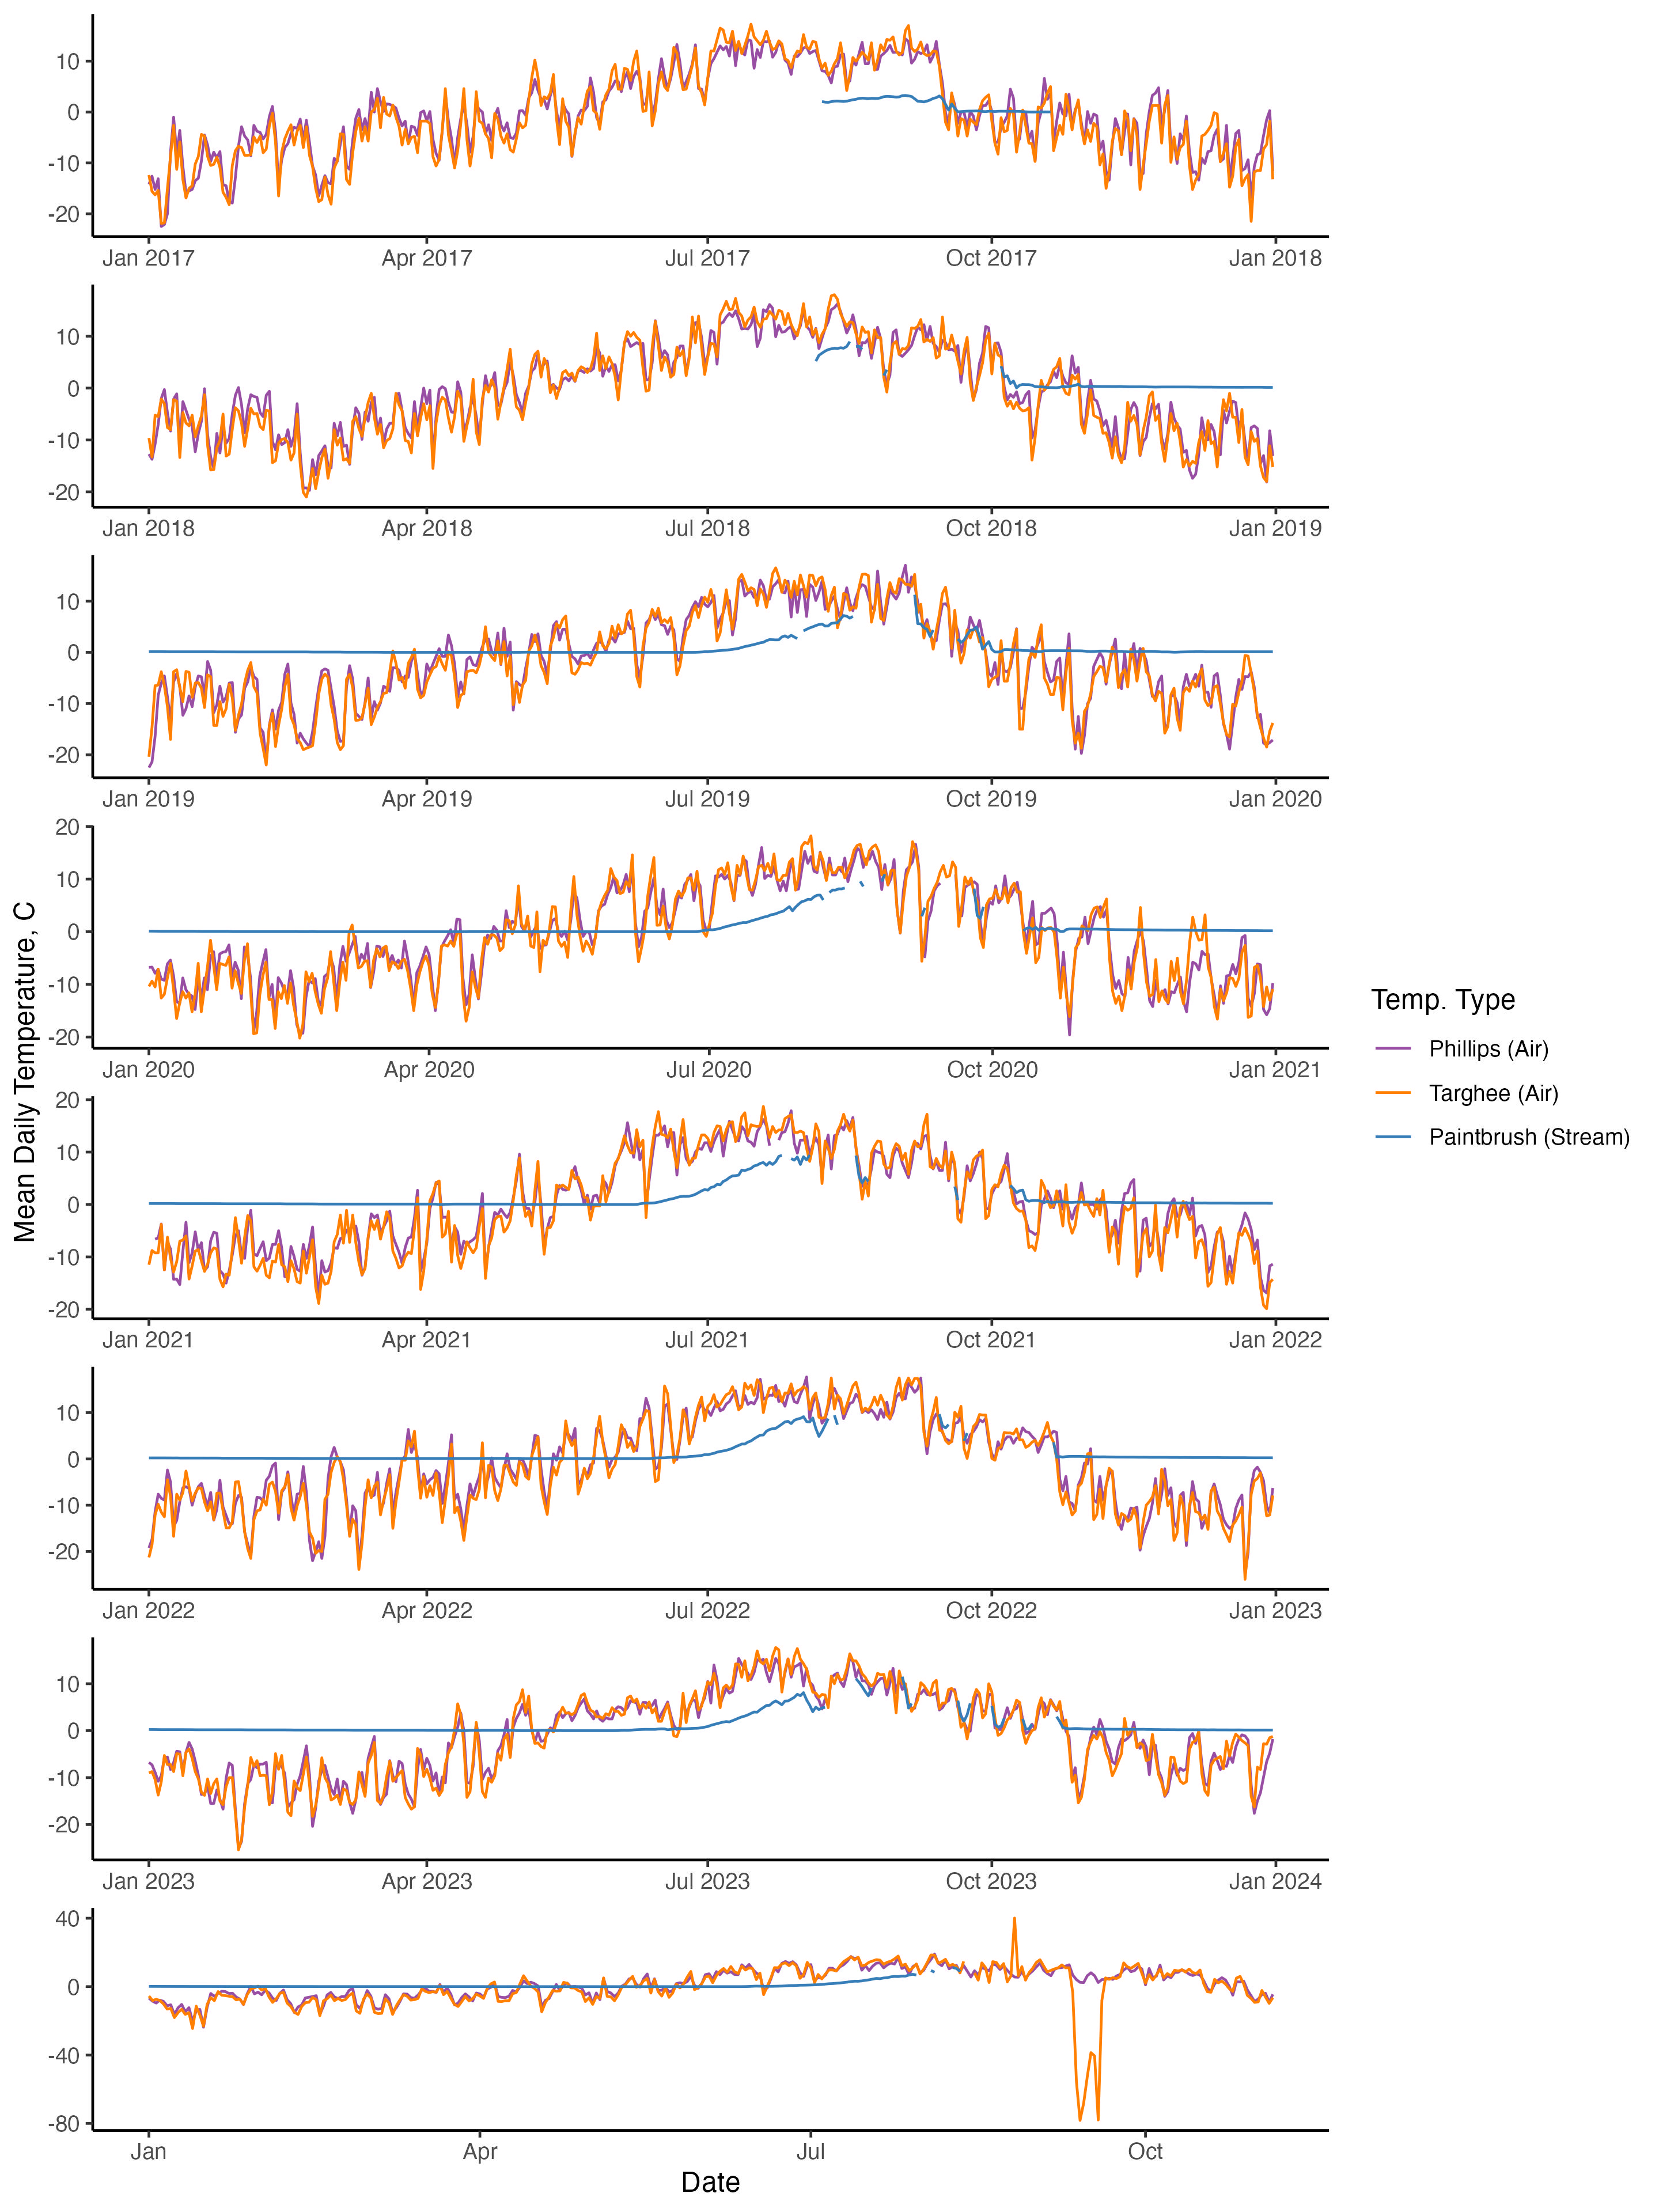 10
0
-10
-20
Jan 2017 Apr 2017 Jul 2017 Oct 2017 Jan 2018
10
0
-10
-20
Jan 2018 Apr 2018 Jul 2018 Oct 2018 Jan 2019
10
0
-10
-20
Jan 2019 Apr 2019 Jul 2019 Oct 2019 Jan 2020
20
10
0
-10
-20
Jan 2020 Apr 2020 Jul 2020 Oct 2020 Jan 2021
20
10
0
-10
-20
Jan 2021 Apr 2021 Jul 2021 Oct 2021 Jan 2022
10
0
-10
-20
Jan 2022 Apr 2022 Jul 2022 Oct 2022 Jan 2023
10
0
-10
-20
Jan 2023 Apr 2023 Jul 2023 Oct 2023 Jan 2024
40
0
-40
-80
Jan Apr Jul Oct
Date
Mean Daily Temperature, C
Temp. Type
Phillips (Air)
Targhee (Air)
Paintbrush (Stream)